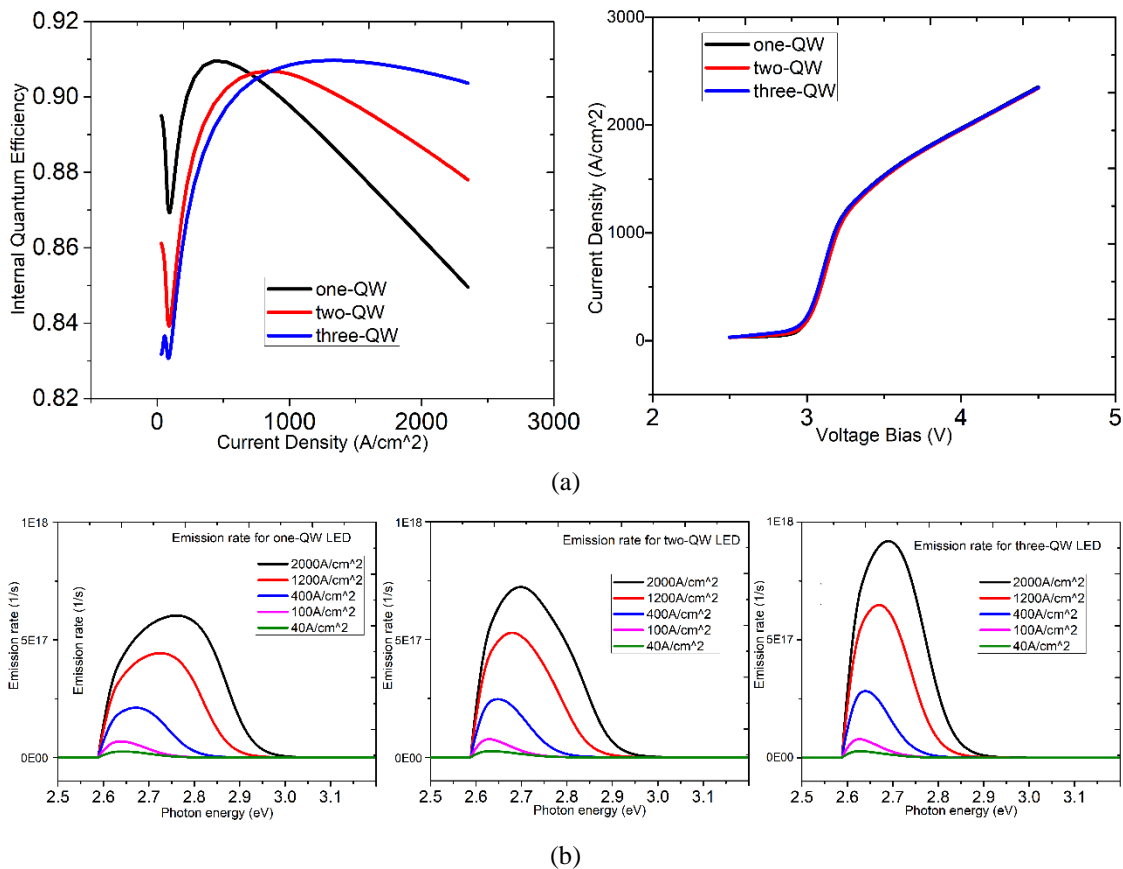 0.92
0.90
0.88
0.86
0.84
0.82
Internal Quantum Efficiency
one-QW
two-QW
three-QW
0
1000
2000
3000
Current Density (A/cm^2)
3000
2000
1000
0
Current Density (A/cm^2)
one-QW
two-QW
three-QW
2
3
4
5
Voltage Bias (V)
(a)
1E18
5E17
0E00
Emission rate (1/s)
Emission rate (1/s)
Emission rate for one-QW LED
2000A/cm^2
1200A/cm^2
400A/cm^2
100A/cm^2
40A/cm^2
2.5 2.6 2.7 2.8 2.9 3.0 3.1
Photon energy (eV)
1E18
5E17
0E00
Emission rate (1/s)
Emission rate for two-QW LED
2000A/cm^2
1200A/cm^2
400A/cm^2
100A/cm^2
40A/cm^2
2.5 2.6 2.7 2.8 2.9 3.0 3.1
Photon energy (eV)
1E18
5E17
0E00
Emission rate (1/s)
Emission rate for three-QW LED
2000A/cm^2
1200A/cm^2
400A/cm^2
100A/cm^2
40A/cm^2
2.5 2.6 2.7 2.8 2.9 3.0 3.1
Photon energy (eV)
(b)